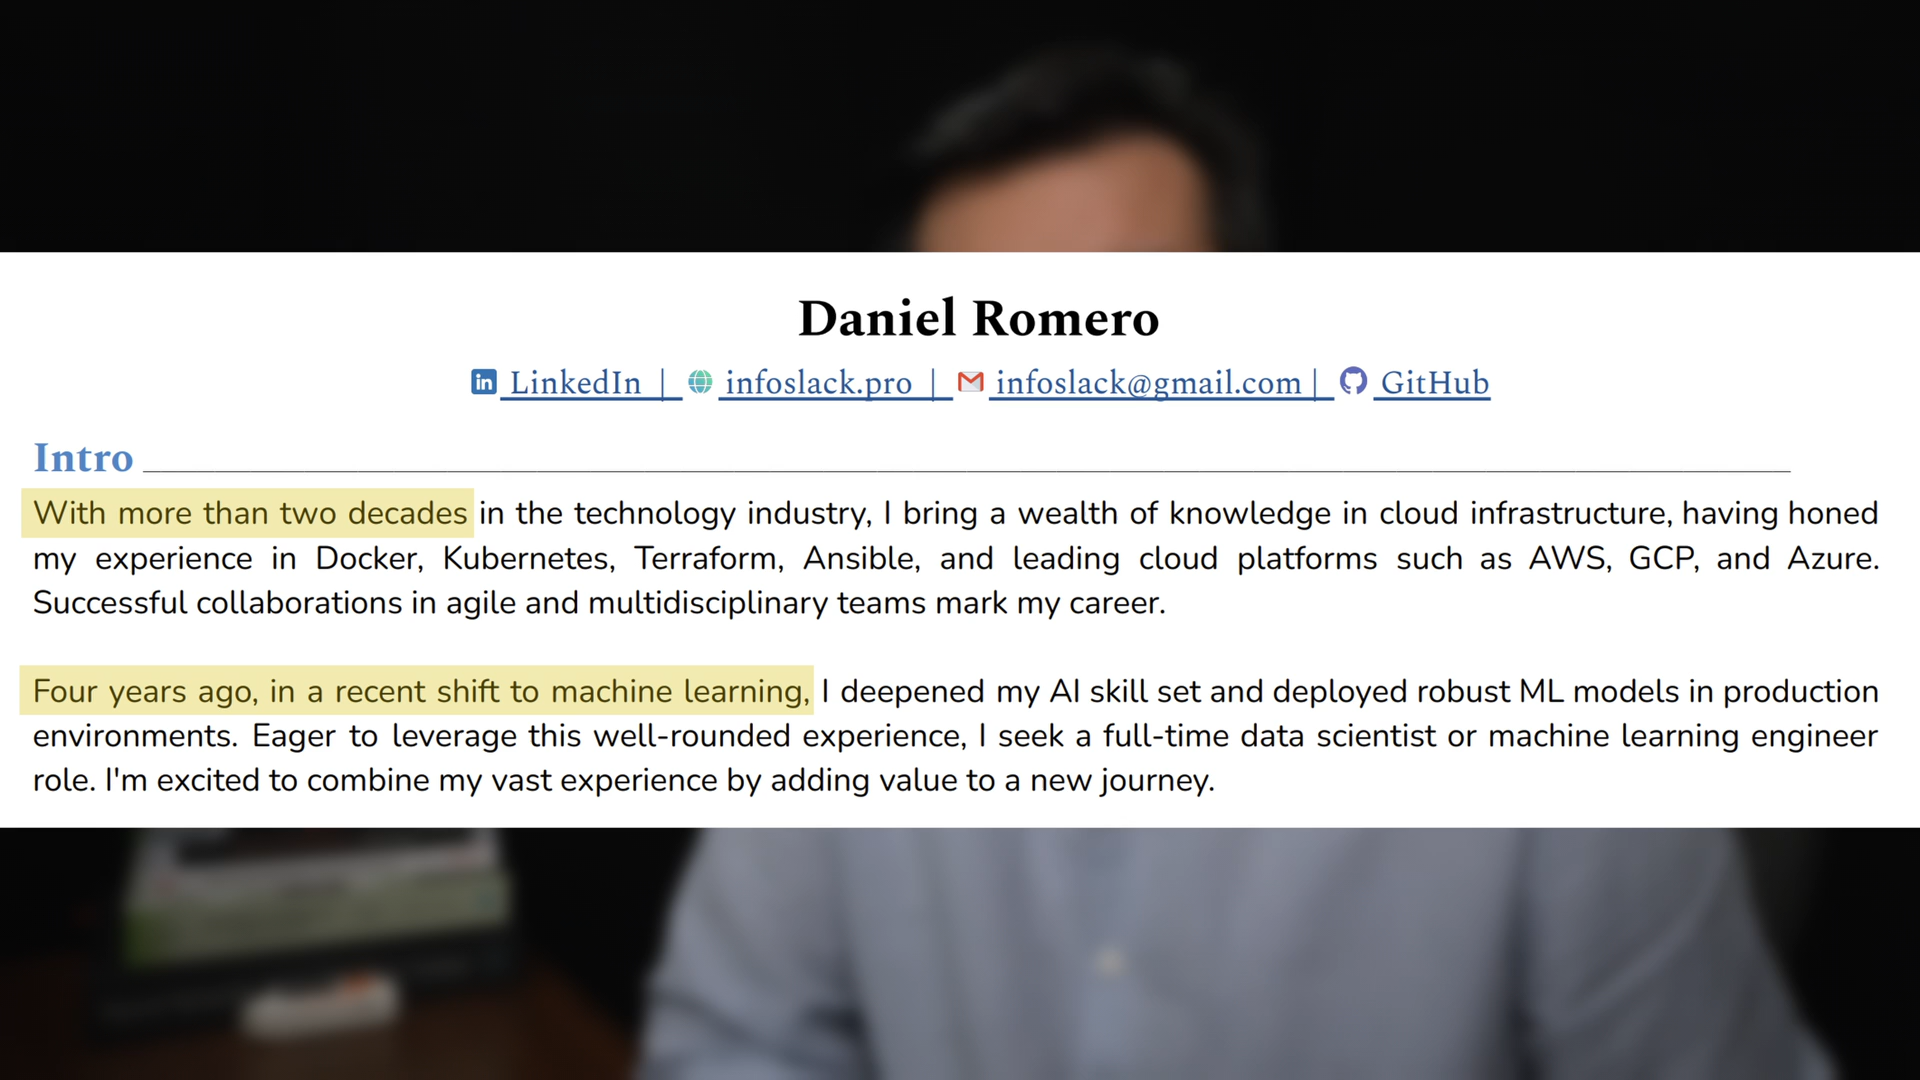 Daniel Romero
LinkedIn | infoslack.pro | infoslack@gmail.com | GitHub
Intro
With more than two decades in the technology industry, I bring a wealth of knowledge in cloud infrastructure, having honed
my experience in Docker, Kubernetes, Terraform, Ansible, and leading cloud platforms such as AWS, GCP, and Azure.
Successful collaborations in agile and multidisciplinary teams mark my career.
Four years ago, in a recent shift to machine learning, I deepened my AI skill set and deployed robust ML models in production
environments. Eager to leverage this well-rounded experience, I seek a full-time data scientist or machine learning engineer
role. I'm excited to combine my vast experience by adding value to a new journey.